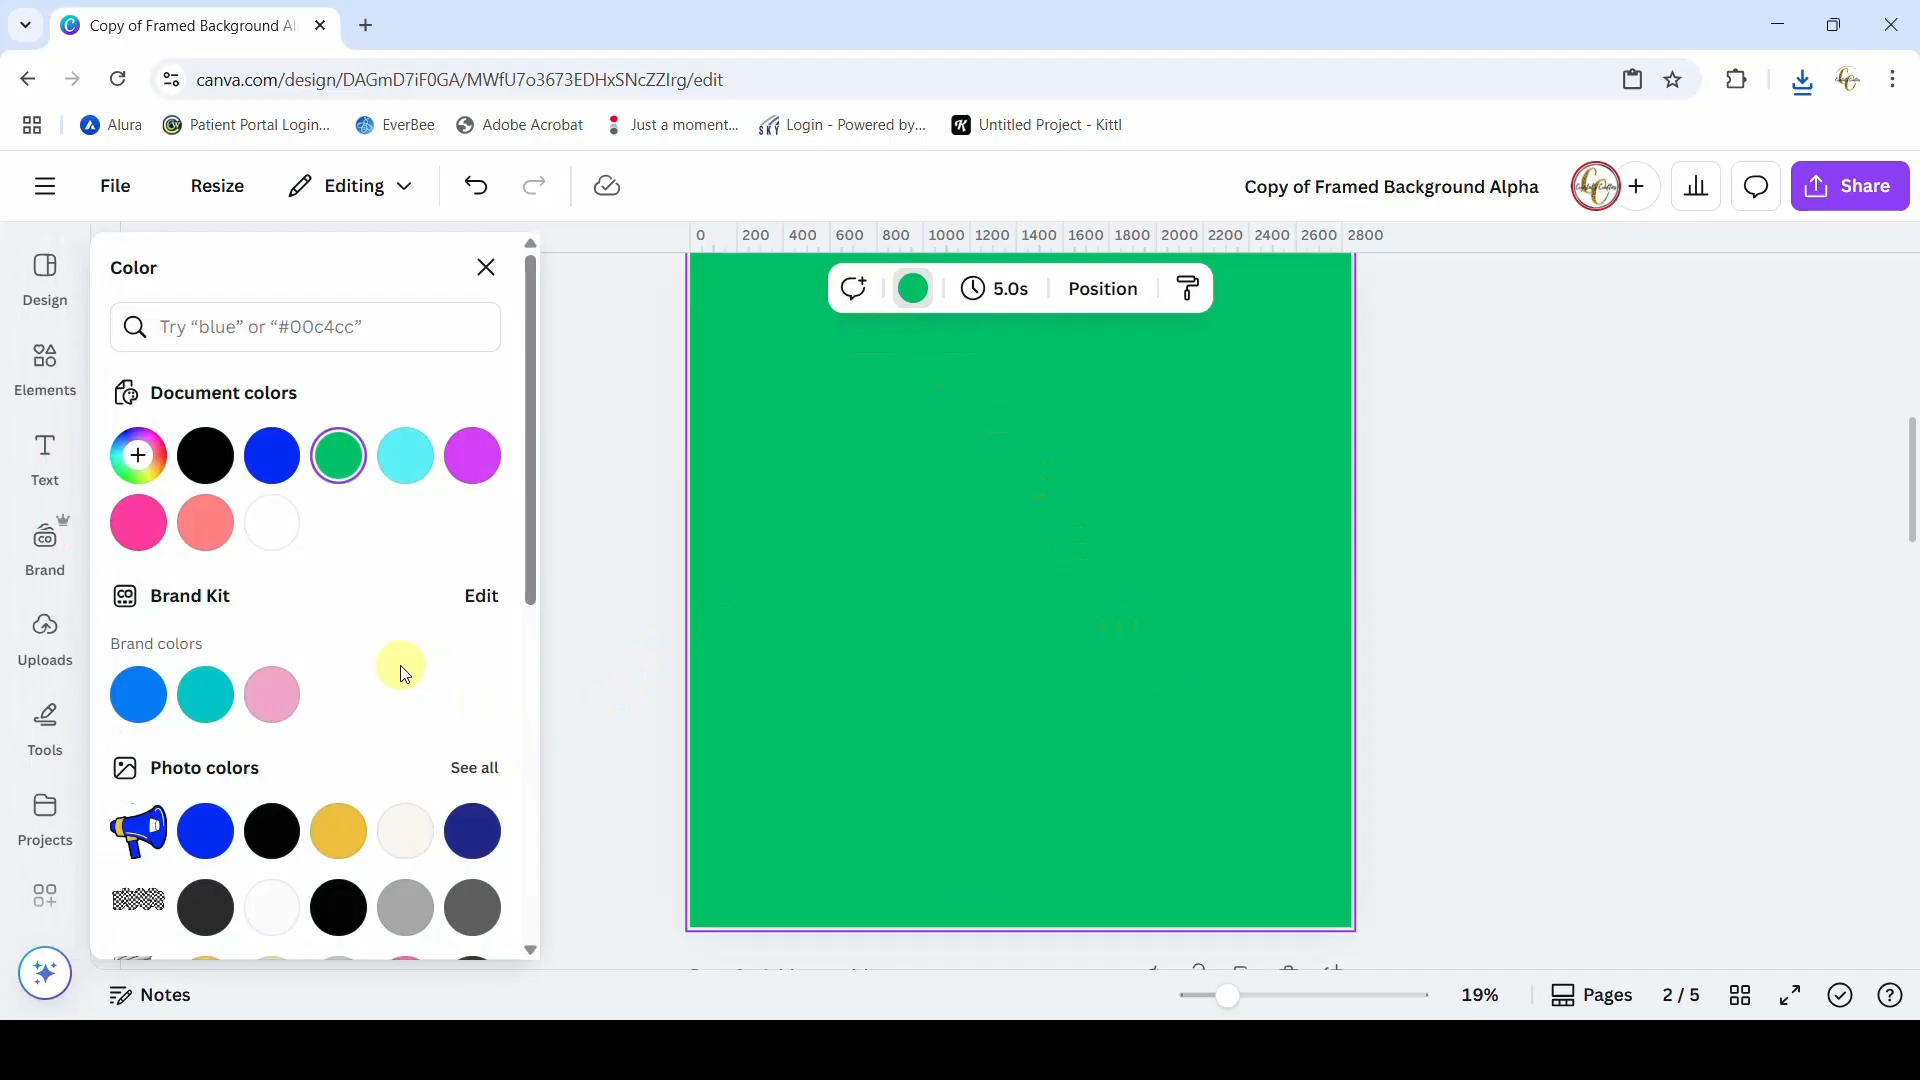 Copy of Framed Background Al
canva.com/design/DAGmD7iF0GA/MWfU7o3673EDHxSNcZZIrg/edit
Alura
Patient Portal Login...
EverBee
Adobe Acrobat
Just a moment...
Login - Powered by...
Untitled Project - Kittl
File
Resize
Editing
Copy of Framed Background Alpha
Share
0 200 400 600 800 1000 1200 1400 1600 1800 2000 2200 2400 2600 2800
Design
Elements
Text
Brand
Uploads
Tools
Projects
Color
Try “blue” or “#00c4cc”
Document colors
Brand Kit
Edit
Brand colors
Photo colors
See all
5.0s
Position
Notes
19%
Pages
2 / 5